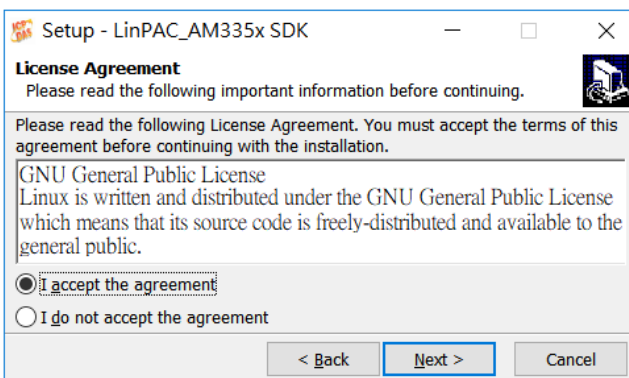 Setup - LinPAC_AM335x SDK
License Agreement
Please read the following important information before continuing.
Please read the following License Agreement. You must accept the terms of this
agreement before continuing with the installation.
GNU General Public License
Linux is written and distributed under the GNU General Public License
which means that its source code is freely-distributed and available to the
general public.
I accept the agreement
I do not accept the agreement
< Back Next > Cancel